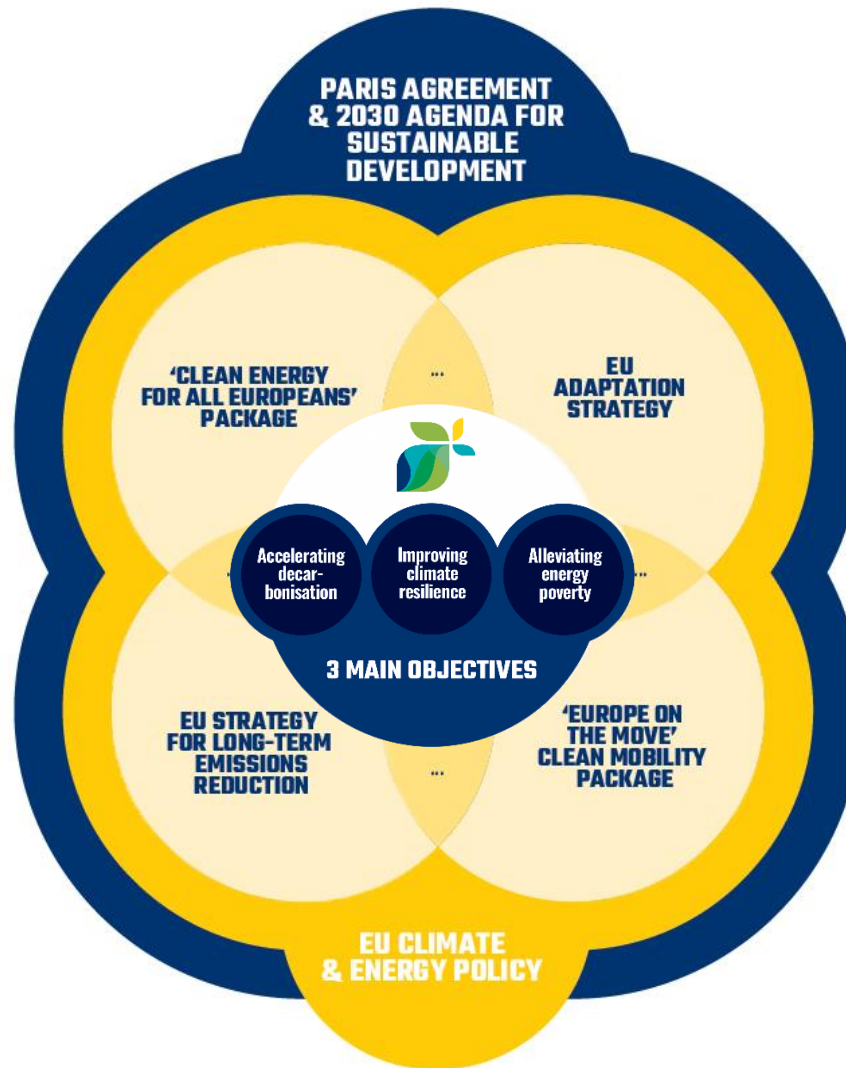 PARIS AGREEMENT
& 2030 AGENDA FOR
SUSTAINABLE
DEVELOPMENT
‘CLEAN ENERGY
FOR ALL EUROPEANS’
PACKAGE
...
EU
ADAPTATION
STRATEGY
Accelerating
decar-
bonisation
Improving
climate
resilience
Alleviating
energy
poverty
...
3 MAIN OBJECTIVES
EU STRATEGY
FOR LONG-TERM
EMISSIONS
REDUCTION
...
‘EUROPE ON
THE MOVE’
CLEAN MOBILITY
PACKAGE
EU CLIMATE
& ENERGY POLICY